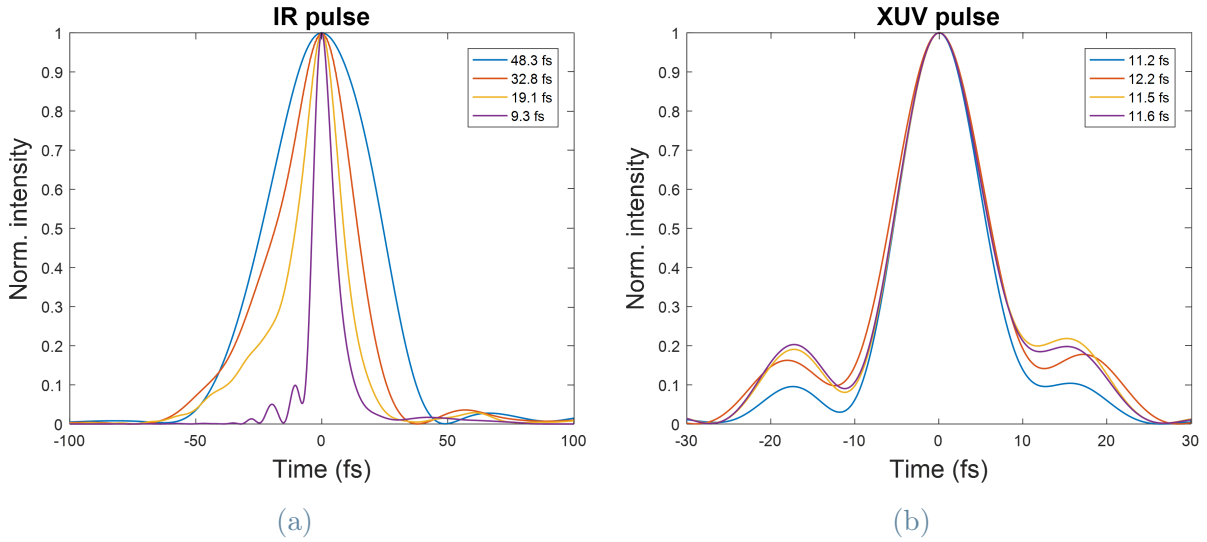 IR pulse
1
0.9
0.8
0.7
0.6
0.5
0.4
0.3
0.2
0.1
0
Norm. intensity
48.3 fs
32.8 fs
19.1 fs
9.3 fs
-100
-50
0
50
100
Time (fs)
(a)
XUV pulse
1
0.9
0.8
0.7
0.6
0.5
0.4
0.3
0.2
0.1
0
Norm. intensity
11.2 fs
12.2 fs
11.5 fs
11.6 fs
-30
-20
-10
0
10
20
30
Time (fs)
(b)